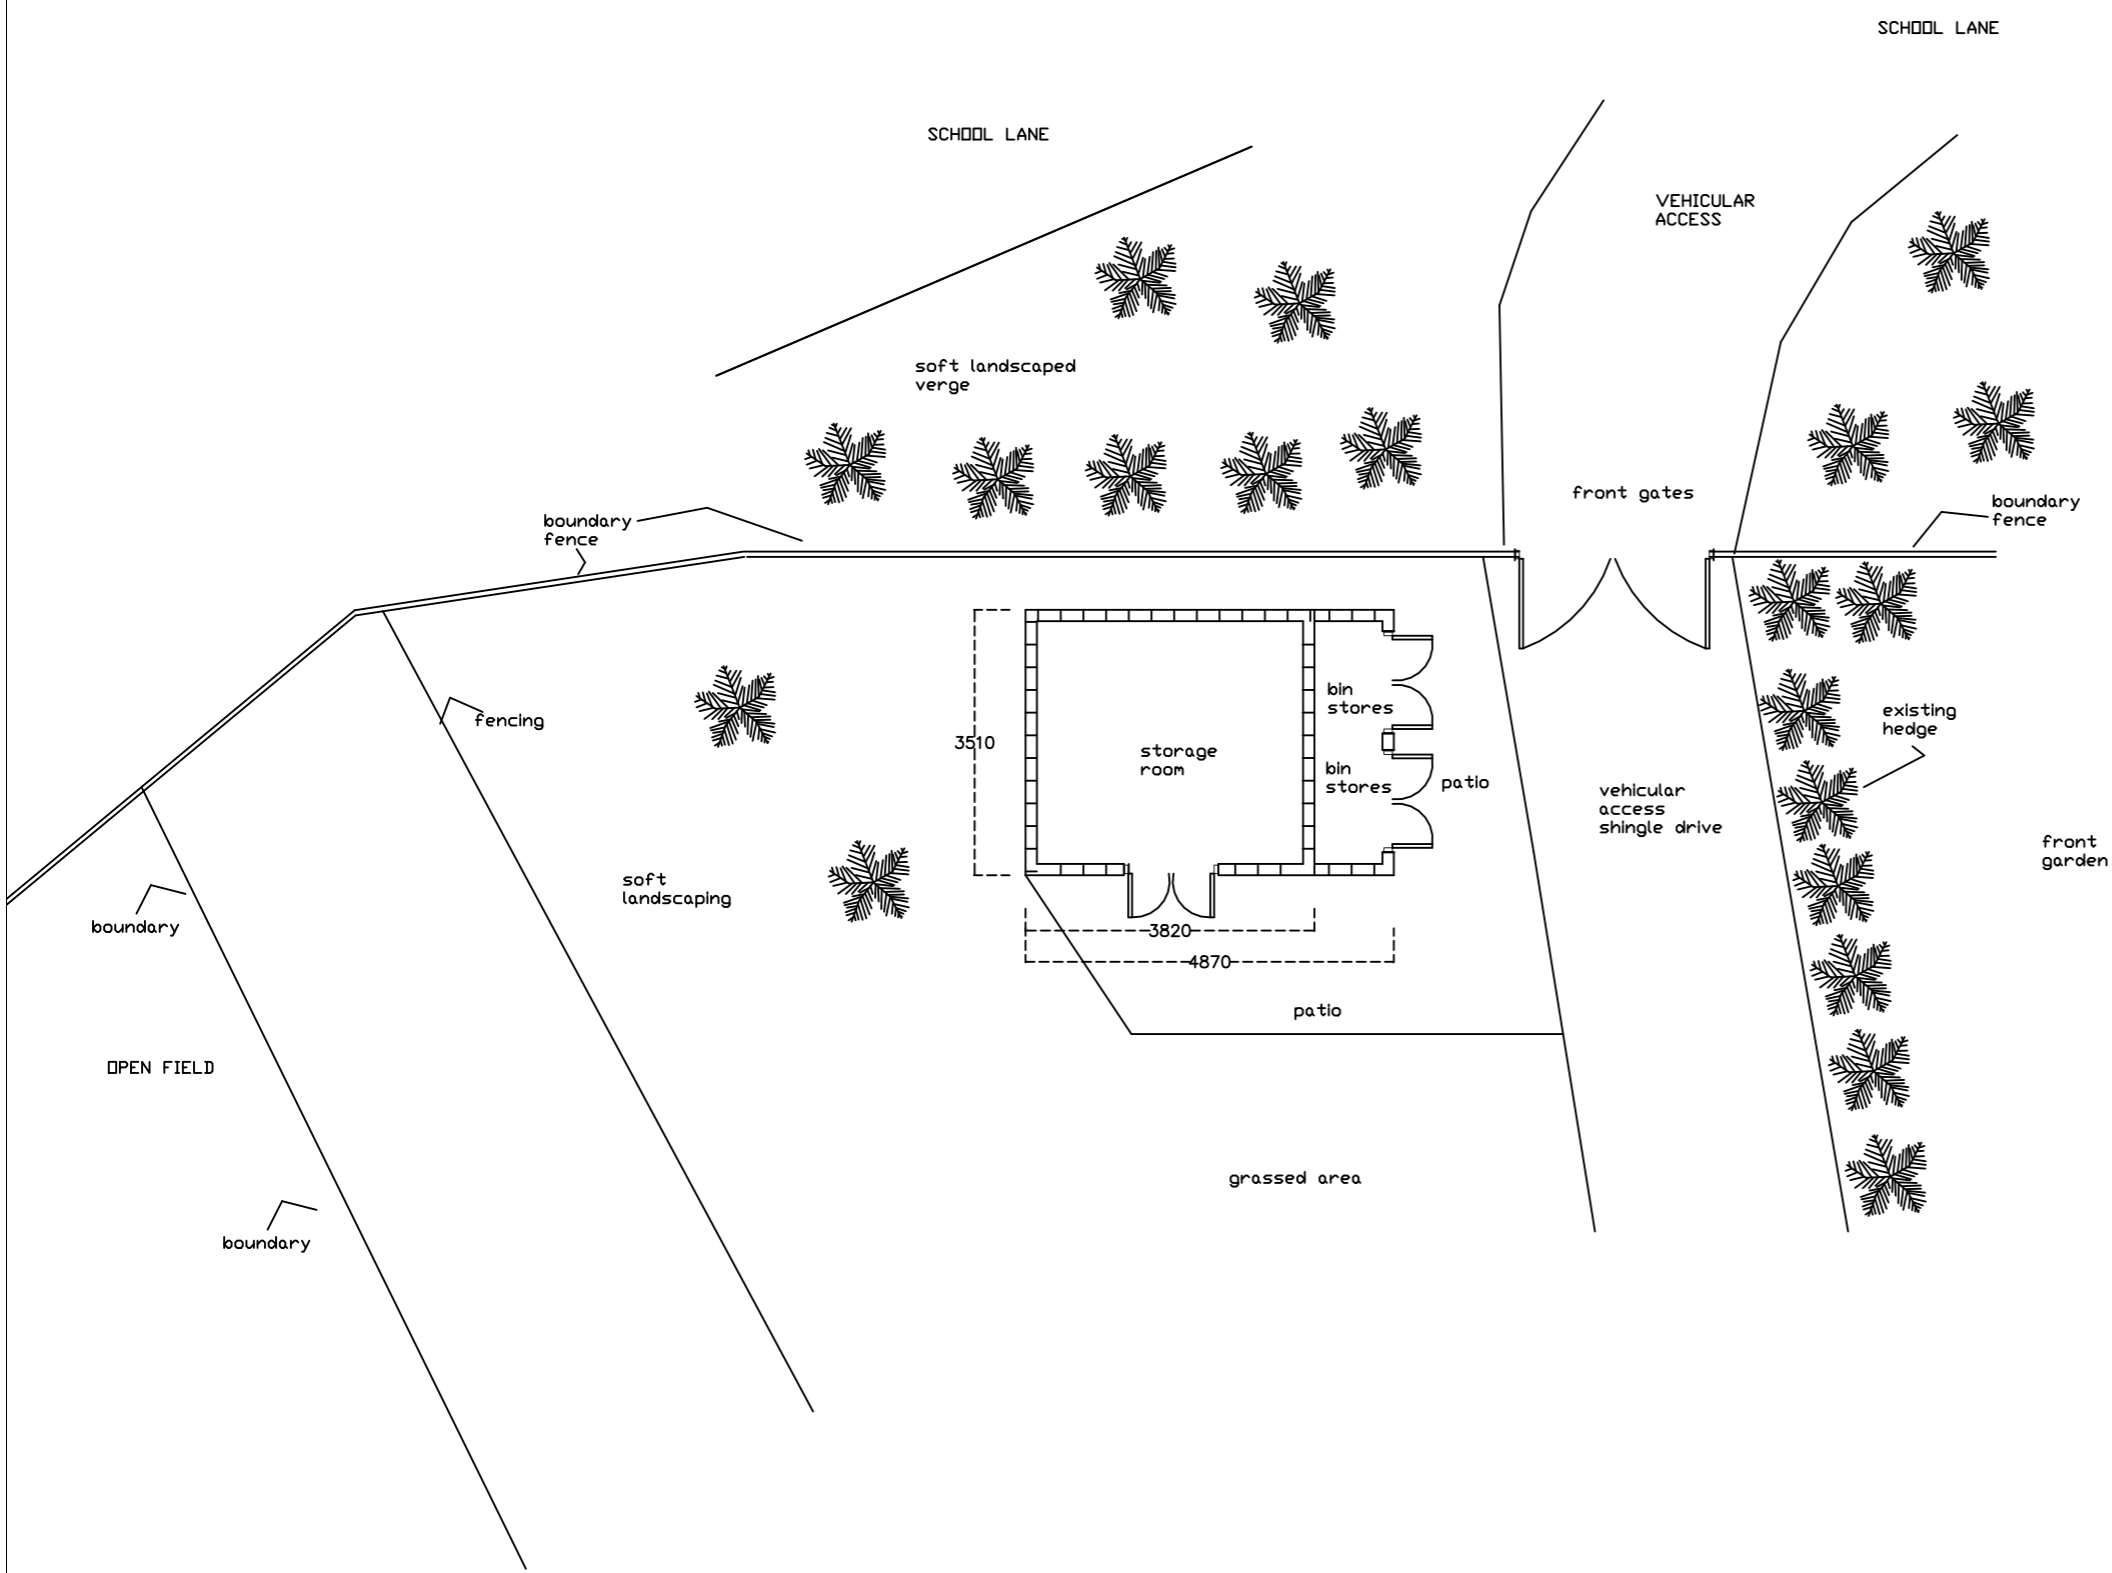 SCHOOL LANE
SCHOOL LANE
VEHICULAR
ACCESS
soft landscaped
verge
front gates
boundary
fence
boundary
fence
fencing
3510
storage
room
bin
stores
bin
stores
patio
existing
hedge
vehicular
access
shingle drive
front
garden
soft
landscaping
boundary
3820
4870
patio
OPEN FIELD
grassed area
boundary